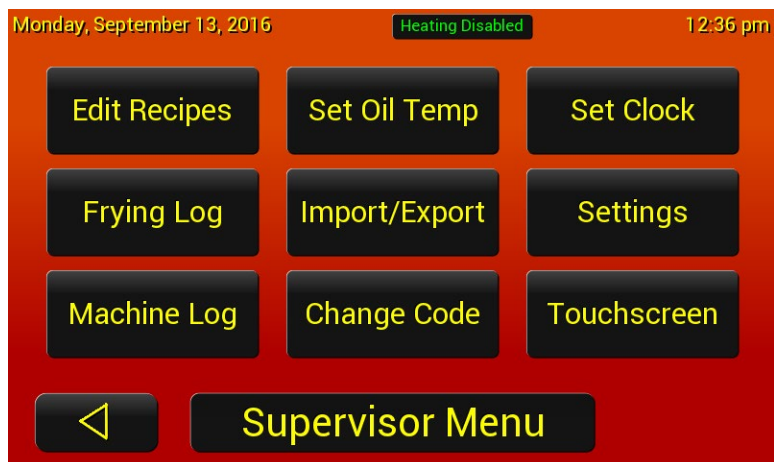 Monday, September 13, 2016 Heating Disabled 12:36 pm
Edit Recipes Set Oil Temp Set Clock
Frying Log Import/Export Settings
Machine Log Change Code Touchscreen
Supervisor Menu